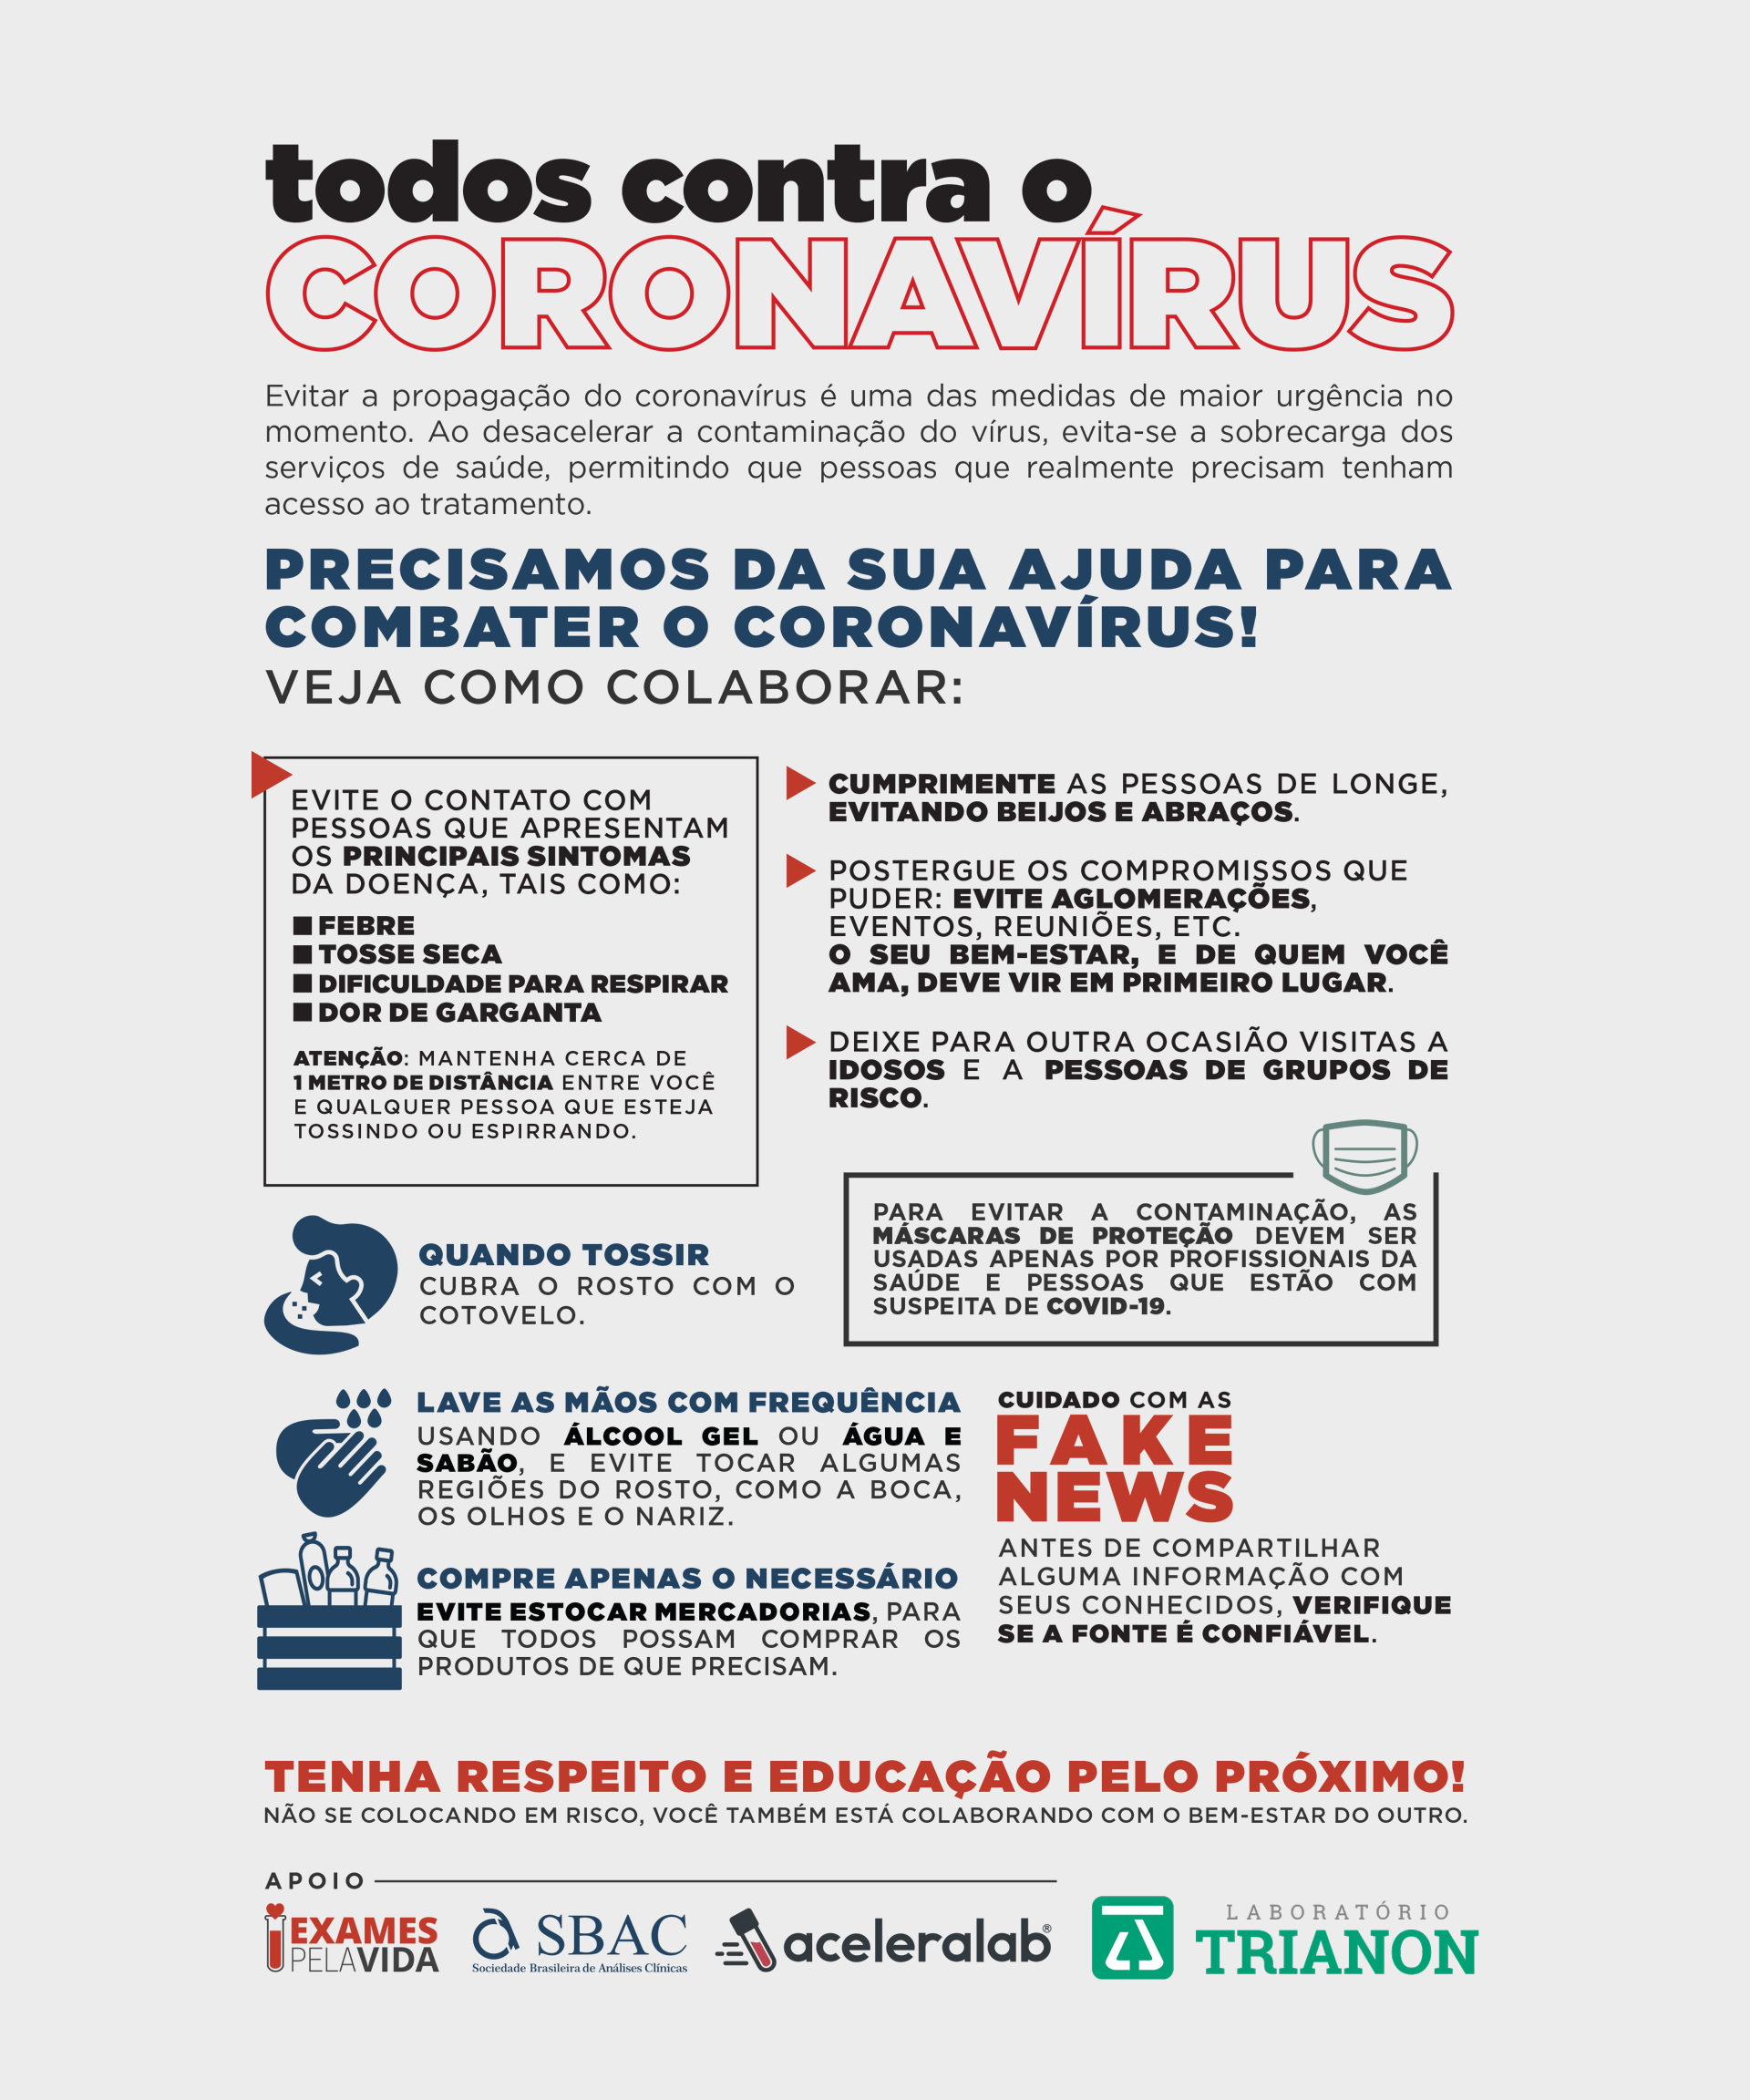 todos contra o
CORONAVÍRUS
Evitar a propagação do coronavírus é uma das medidas de maior urgência no
momento. Ao desacelerar a contaminação do vírus, evita-se a sobrecarga dos
serviços de saúde, permitindo que pessoas que realmente precisam tenham
acesso ao tratamento.
PRECISAMOS DA SUA AJUDA PARA
COMBATER O CORONAVÍRUS!
VEJA COMO COLABORAR:
EVITE O CONTATO COM
PESSOAS QUE APRESENTAM
OS PRINCIPAIS SINTOMAS
DA DOENÇA, TAIS COMO:
FEBRE
TOSSE SECA
DIFICULDADE PARA RESPIRAR
DOR DE GARGANTA
ATENÇÃO: MANTENHA CERCA DE
1 METRO DE DISTÂNCIA ENTRE VOCÊ
E QUALQUER PESSOA QUE ESTEJA
TOSSINDO OU ESPIRRANDO.
CUMPRIMENTE AS PESSOAS DE LONGE,
EVITANDO BEIJOS E ABRAÇOS.
POSTERGUE OS COMPROMISSOS QUE
PUDER: EVITE AGLOMERAÇÕES,
EVENTOS, REUNIÕES, ETC.
O SEU BEM-ESTAR, E DE QUEM VOCÊ
AMA, DEVE VIR EM PRIMEIRO LUGAR.
DEIXE PARA OUTRA OCASIÃO VISITAS A
IDOSOS E A PESSOAS DE GRUPOS DE
RISCO.
PARA EVITAR A CONTAMINAÇÃO, AS
MÁSCARAS DE PROTEÇÃO DEVEM SER
USADAS APENAS POR PROFISSIONAIS DA
SAÚDE E PESSOAS QUE ESTÃO COM
SUSPEITA DE COVID-19.
QUANDO TOSSIR
CUBRA O ROSTO COM O
COTOVELO.
LAVE AS MÃOS COM FREQUÊNCIA
USANDO ÁLCOOL GEL OU ÁGUA E
SABÃO, E EVITE TOCAR ALGUMAS
REGIÕES DO ROSTO, COMO A BOCA,
OS OLHOS E O NARIZ.
COMPRE APENAS O NECESSÁRIO
EVITE ESTOCAR MERCADORIAS, PARA
QUE TODOS POSSAM COMPRAR OS
PRODUTOS DE QUE PRECISAM.
CUIDADO COM AS
FAKE
NEWS
ANTES DE COMPARTILHAR
ALGUMA INFORMAÇÃO COM
SEUS CONHECIDOS, VERIFIQUE
SE A FONTE É CONFIÁVEL.
TENHA RESPEITO E EDUCAÇÃO PELO PRÓXIMO!
NÃO SE COLOCANDO EM RISCO, VOCÊ TAMBÉM ESTÁ COLABORANDO COM O BEM-ESTAR DO OUTRO.
APOIO
EXAMES
PELAVIDA
SBAC
Sociedade Brasileira de Análises Clínicas
aceleralab®
LABORATÓRIO
TRIANON